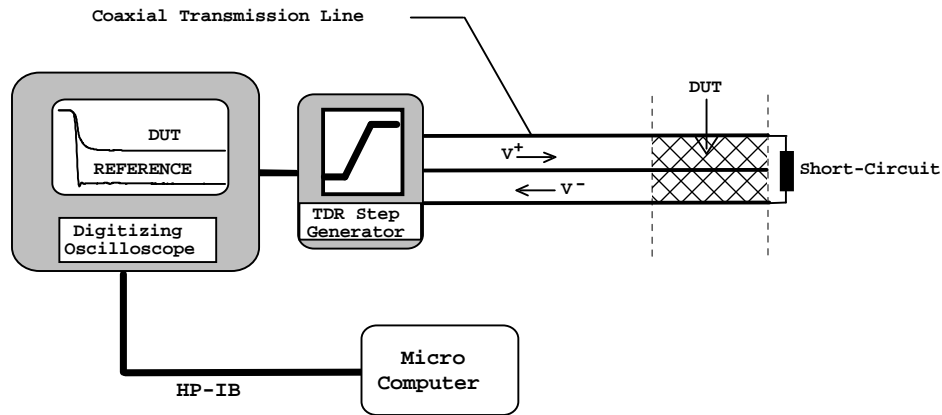 Coaxial Transmission Line
DUT
DUT
REFERENCE
V+
V-
Short-Circuit
TDR Step
Generator
Digitizing
Oscilloscope
Micro
Computer
HP-IB